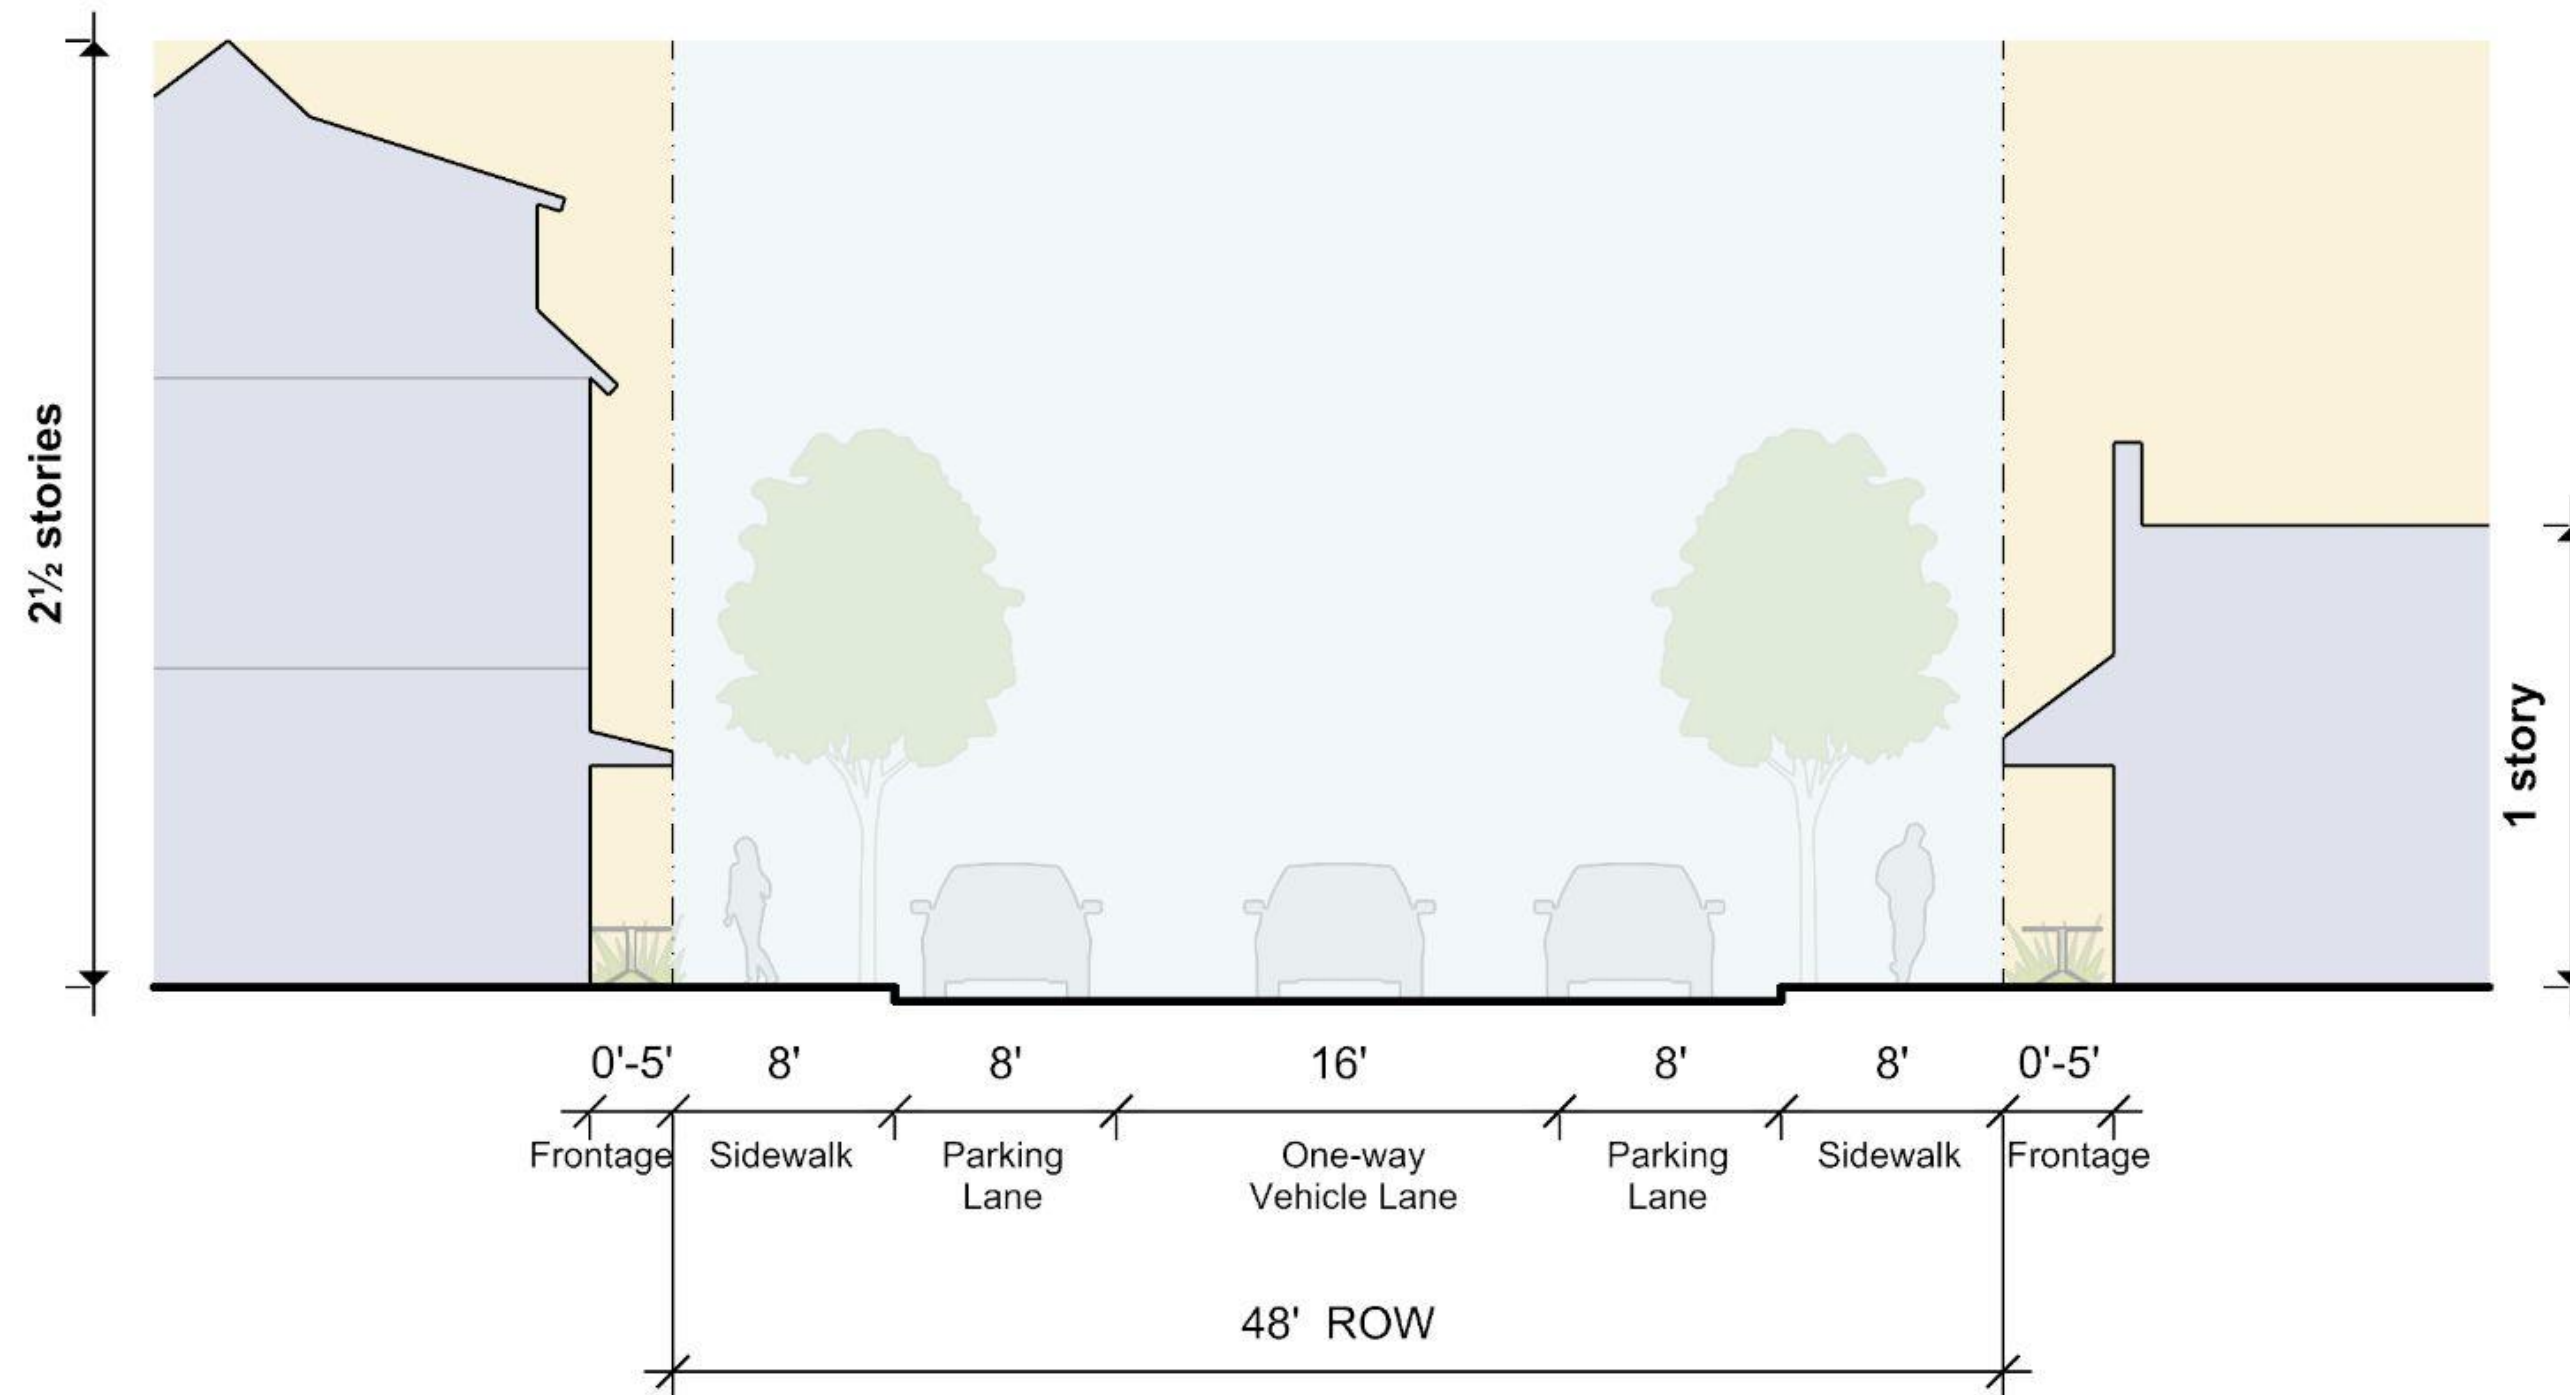 2½ stories
1 story
0'-5' 8' 8' 16' 8' 8' 0'-5'
Frontage Sidewalk Parking One-way Parking Sidewalk Frontage
Lane Vehicle Lane Lane
48' ROW